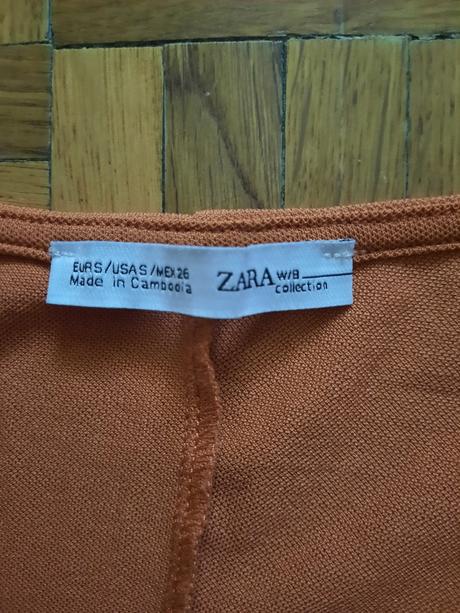 EUR S / USA S / MEX 26
Made in Cambodia
ZARA W/B
collection